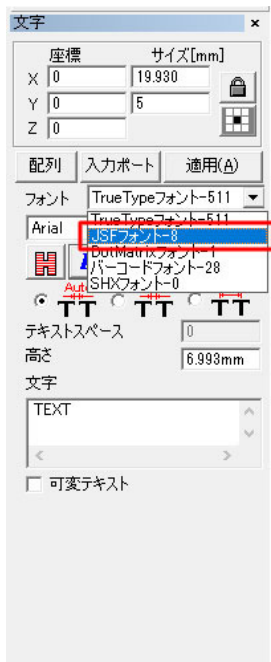 文字 ×
座標 サイズ[mm]
X 0 19.930
Y 0 5
Z 0
配列 入力ポート 適用(A)
フォント TrueTypeフォント-511
Arial TrueTypeフォント-511
JSFフォント-8
DotMatrixフォント-1
バーコードフォント-28
SHXフォント-0
Auto
TT TT TT
テキストスペース 0
高さ 6.993mm
文字
TEXT
可変テキスト